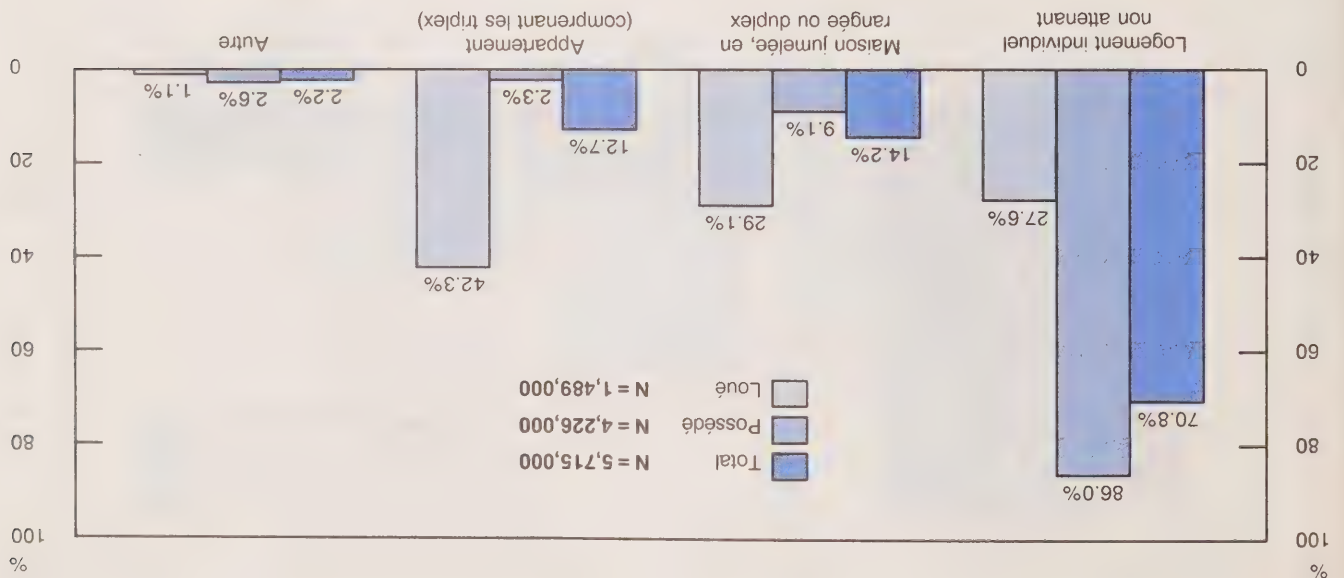 %
%
100
100
86.0%
80
80
70.8%
Total N = 5,715,000
Possédé N = 4,226,000
Loué N = 1,489,000
60
60
42.3%
40
40
27.6%
29.1%
20
20
14.2%
9.1%
12.7%
2.3%
2.2%
2.6%
1.1%
0
0
Logement individuel
non attenant
Maison jumelée, en
rangée ou duplex
Appartement
(comprenant les triplex)
Autre